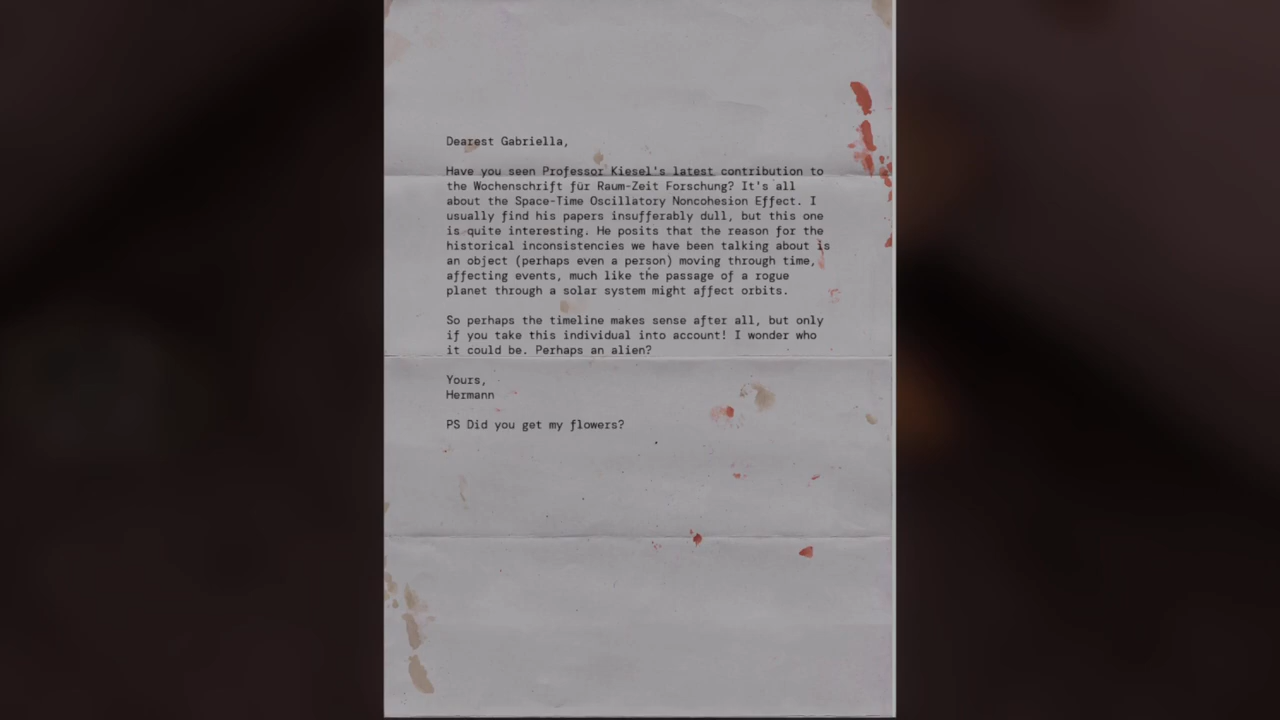 Dearest Gabriella,
Have you seen Professor Kiesel's latest contribution to
the Wochenschrift für Raum-Zeit Forschung? It's all
about the Space-Time Oscillatory Noncohesion Effect. I
usually find his papers insufferably dull, but this one
is quite interesting. He posits that the reason for the
historical inconsistencies we have been talking about is
an object (perhaps even a person) moving through time,
affecting events, much like the passage of a rogue
planet through a solar system might affect orbits.
So perhaps the timeline makes sense after all, but only
if you take this individual into account! I wonder who
it could be. Perhaps an alien?
Yours,
Hermann
PS Did you get my flowers?